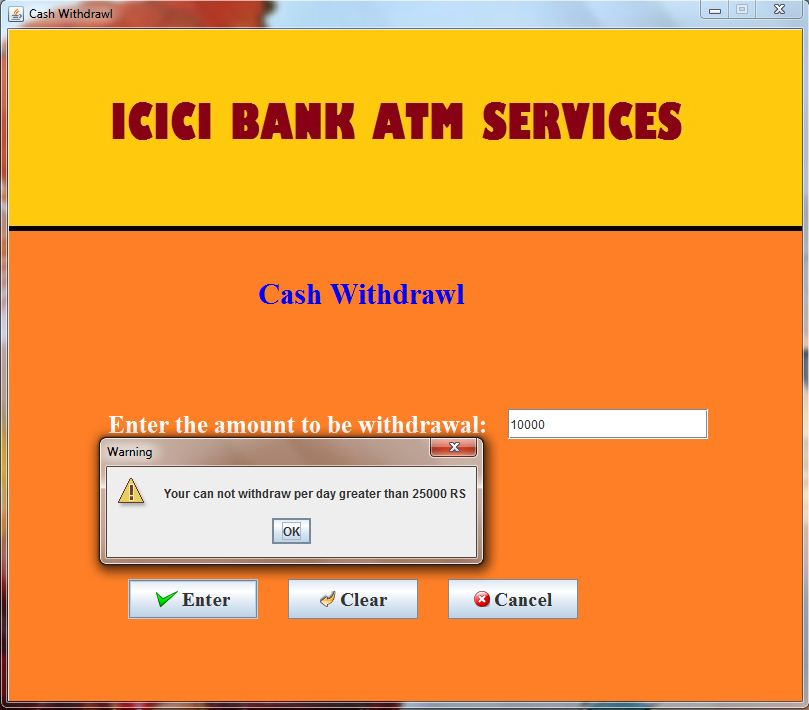 Cash Withdrawl
ICICI BANK ATM SERVICES
Cash Withdrawl
Enter the amount to be withdrawal: 10000
Warning
Your can not withdraw per day greater than 25000 RS
OK
Enter Clear Cancel